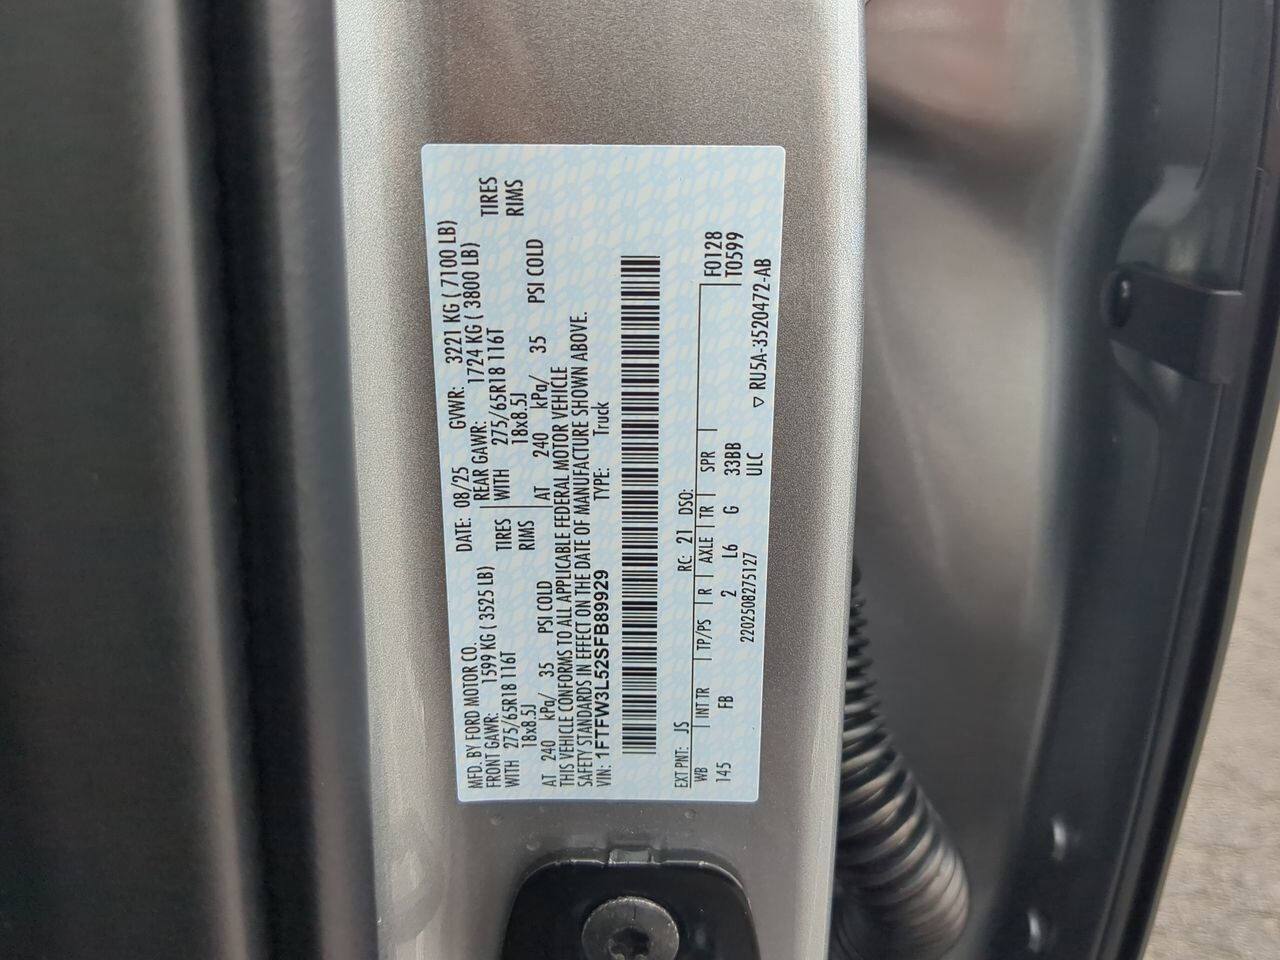 MFD. BY FORD MOTOR CO.
DATE: 08/25 GVWR: 3221 KG ( 7100 LB)
FRONT GAWR: 1599 KG ( 3525 LB) REAR GAWR: 1724 KG ( 3800 LB)
WITH 275/65R18 116T TIRES WITH 275/65R18 116T TIRES
18x8.5J RIMS 18x8.5J RIMS
AT 240 kPa/ 35 PSI COLD AT 240 kPa/ 35 PSI COLD
THIS VEHICLE CONFORMS TO ALL APPLICABLE FEDERAL MOTOR VEHICLE
SAFETY STANDARDS IN EFFECT ON THE DATE OF MANUFACTURE SHOWN ABOVE.
VIN: 1FTFW3L52SFB89929 TYPE: Truck
EXT PNT: JS RC: 21 DSO: F0128
WB INT TR TP/PS R AXLE TR SPR T0599
145 FB 2 L6 G 33BB
2202508275127 ULC ▽ RU5A-3520472-AB